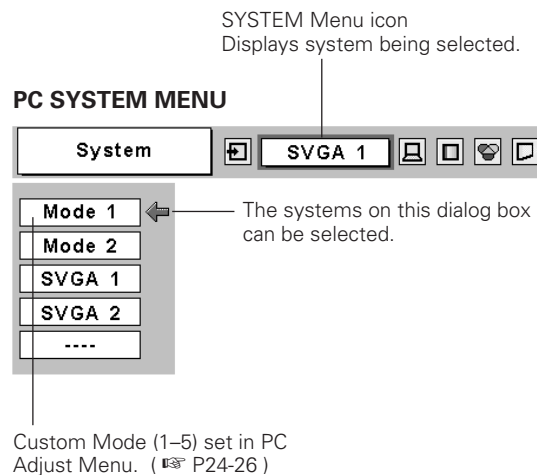 SYSTEM Menu icon
Displays system being selected.
PC SYSTEM MENU
System
SVGA 1
Mode 1
The systems on this dialog box
can be selected.
Mode 2
SVGA 1
SVGA 2
----
Custom Mode (1–5) set in PC
Adjust Menu. ( ☞ P24-26 )